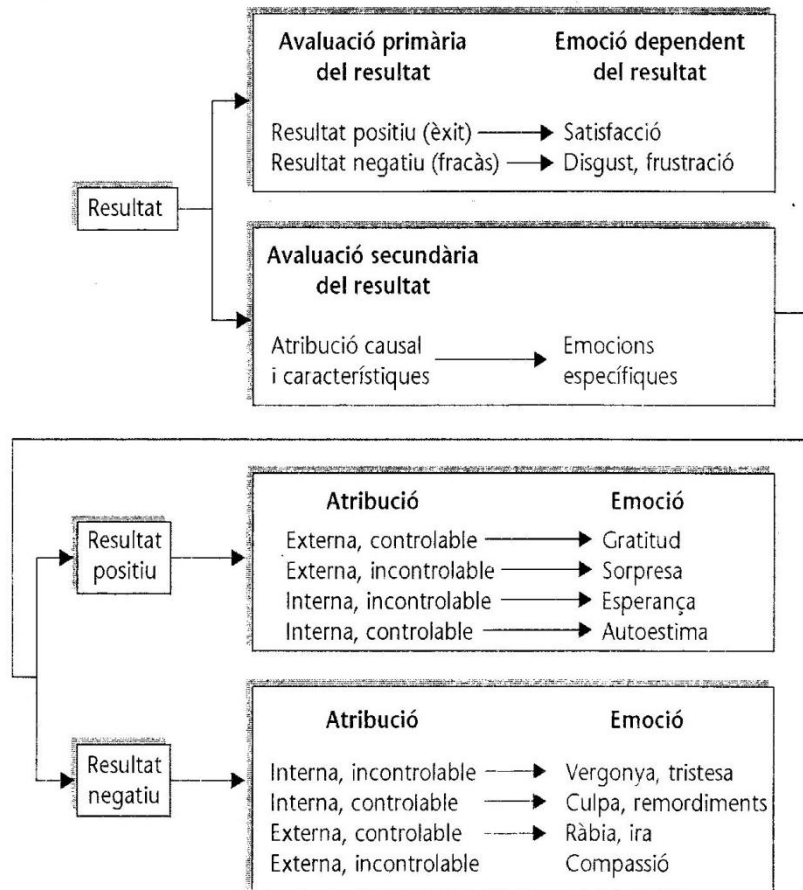 Avaluació primària Emoció dependent
del resultat del resultat
Resultat positiu (èxit) Satisfacció
Resultat negatiu (fracàs) Disgust, frustració
Resultat
Avaluació secundària
del resultat
Atribució causal Emocions
i característiques específiques
Resultat
positiu
Atribució Emoció
Externa, controlable Gratitud
Externa, incontrolable Sorpresa
Interna, incontrolable Esperança
Interna, controlable Autoestima
Resultat
negatiu
Atribució Emoció
Interna, incontrolable Vergonya, tristesa
Interna, controlable Culpa, remordiments
Externa, controlable Ràbia, ira
Externa, incontrolable Compassió